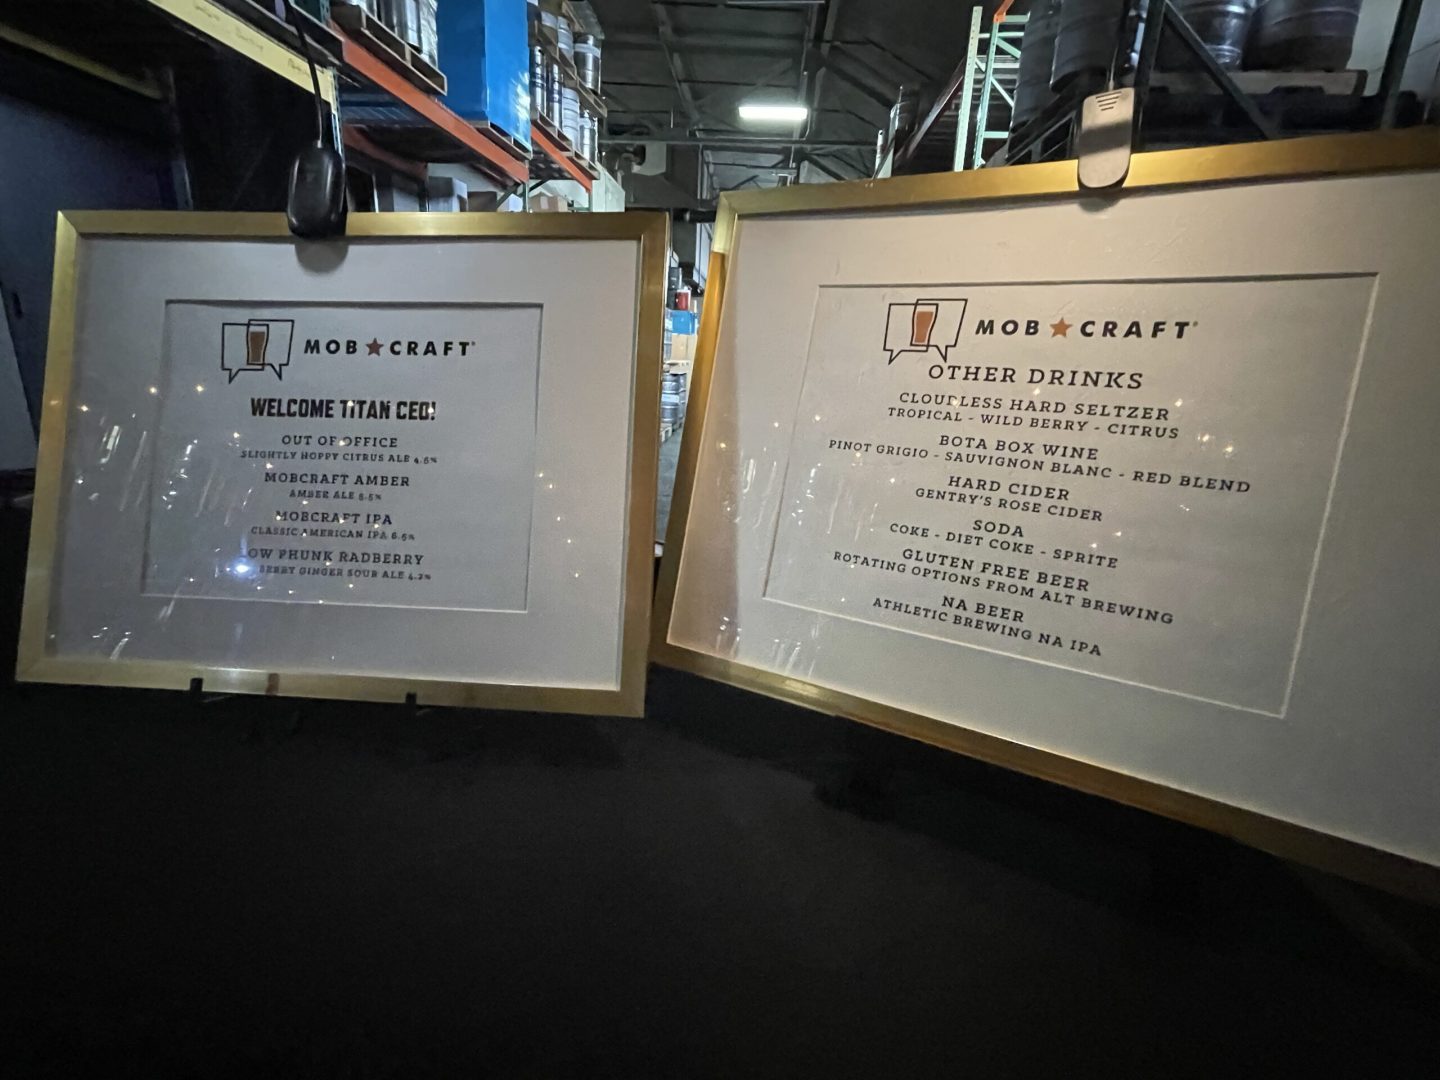 MOB CRAFT
WELCOME TITAN CEO!
OUT OF OFFICE
SLIGHTLY HOPPY CITRUS ALE 4.5%
MOBCRAFT AMBER
AMBER ALE 5.5%
MOBCRAFT IPA
CLASSIC AMERICAN IPA 6.5%
OW PHUNK RADBERRY
BERRY GINGER SOUR ALE 4.2%
MOB CRAFT
OTHER DRINKS
CLOUDLESS HARD SELTZER
TROPICAL - WILD BERRY - CITRUS
BOTA BOX WINE
PINOT GRIGIO - SAUVIGNON BLANC - RED BLEND
HARD CIDER
GENTRY'S ROSE CIDER
SODA
COKE - DIET COKE - SPRITE
GLUTEN FREE BEER
ROTATING OPTIONS FROM ALT BREWING
NA BEER
ATHLETIC BREWING NA IPA